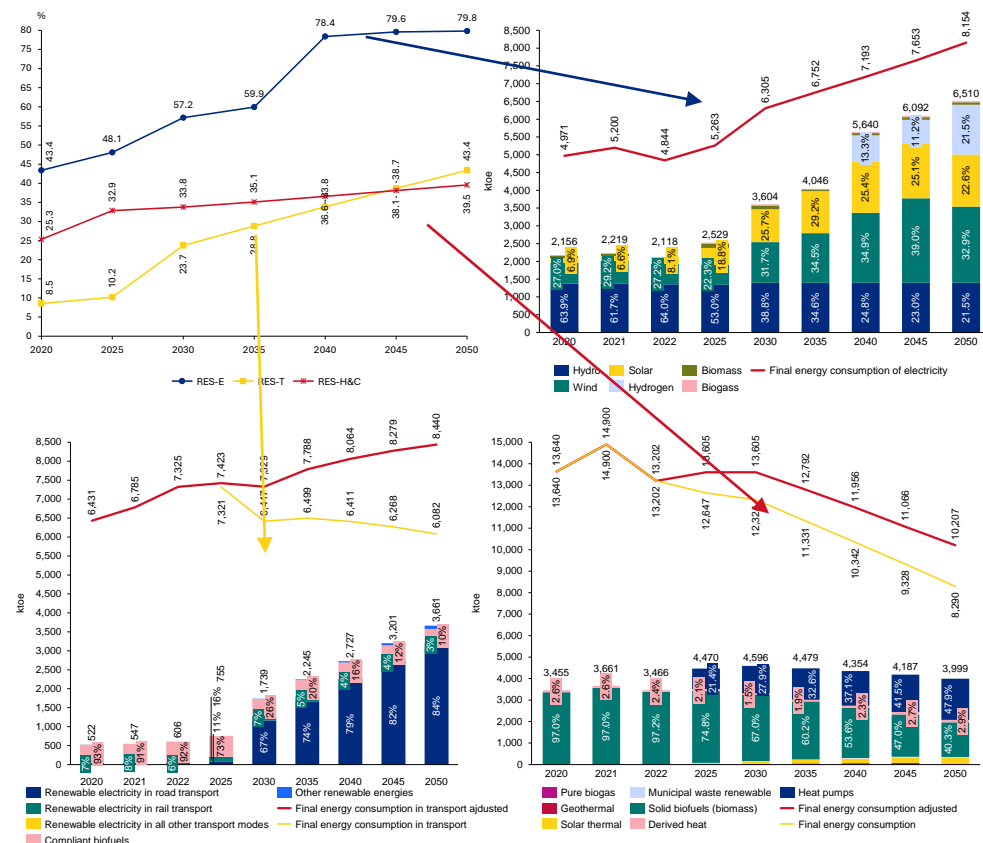 %
80
75
70
65
60
55
50
45
40
35
30
25
20
15
10
5
0
43.4
48.1
57.2
59.9
78.4
79.6
79.8
25.3
32.9
33.8
35.1
36.6
33.8
38.1
38.7
43.4
39.5
8.5
10.2
23.7
28.8
2020 2025 2030 2035 2040 2045 2050
RES-E RES-T RES-H&C
ktoe
8,500
8,000
7,500
7,000
6,500
6,000
5,500
5,000
4,500
4,000
3,500
3,000
2,500
2,000
1,500
1,000
500
0
4,971 5,200 4,844 5,263 6,305 6,752 7,193 7,653 8,154
2,156 2,219 2,118 2,529 3,604 4,046 5,640 6,092 6,510
13.3% 11.2% 21.5%
6.9% 6.6% 8.1% 18.8% 25.7% 29.2% 25.4% 25.1% 22.6%
27.0% 29.2% 27.2% 22.3% 31.7% 34.5% 34.9% 39.0% 32.9%
63.9% 61.7% 64.0% 53.0% 38.8% 34.6% 24.8% 23.0% 21.5%
2020 2021 2022 2025 2030 2035 2040 2045 2050
Hydro Solar Biomass Final energy consumption of electricity
Wind Hydrogen Biogass
ktoe
8,500
8,000
7,500
7,000
6,500
6,000
5,500
5,000
4,500
4,000
3,500
3,000
2,500
2,000
1,500
1,000
500
0
6,431 6,785 7,325 7,423 7,329 7,788 8,064 8,279 8,440
7,321 6,417 6,499 6,411 6,268 6,082
522 547 606 755 1,739 2,245 2,727 3,201 3,661
93% 91% 92% 73% 16% 26% 20% 16% 12% 10%
7% 8% 6% 11% 7% 5% 4% 4% 3%
67% 74% 79% 82% 84%
2020 2021 2022 2025 2030 2035 2040 2045 2050
Renewable electricity in road transport Other renewable energies
Renewable electricity in rail transport Final energy consumption in transport ajdusted
Renewable electricity in all other transport modes Final energy consumption in transport
Compliant biofuels
ktoe
15,000
14,000
13,000
12,000
11,000
10,000
9,000
8,000
7,000
6,000
5,000
4,000
3,000
2,000
1,000
0
13,640 14,900 13,202 13,605 13,605 12,792 11,956 11,066 10,207
13,640 14,900 13,202 12,647 11,331 10,342 9,328 8,290
3,455 3,661 3,466 4,470 4,596 4,479 4,354 4,187 3,999
21.4% 27.9% 32.6% 37.1% 41.5% 47.9%
2.6% 2.6% 2.4% 2.1% 1.5% 1.9% 2.3% 2.7% 2.9%
97.0% 97.0% 97.2% 74.8% 67.0% 60.2% 53.6% 47.0% 40.3%
2020 2021 2022 2025 2030 2035 2040 2045 2050
Pure biogas Municipal waste renewable Heat pumps
Geothermal Solid biofuels (biomass) Final energy consumption adjusted
Solar thermal Derived heat Final energy consumption